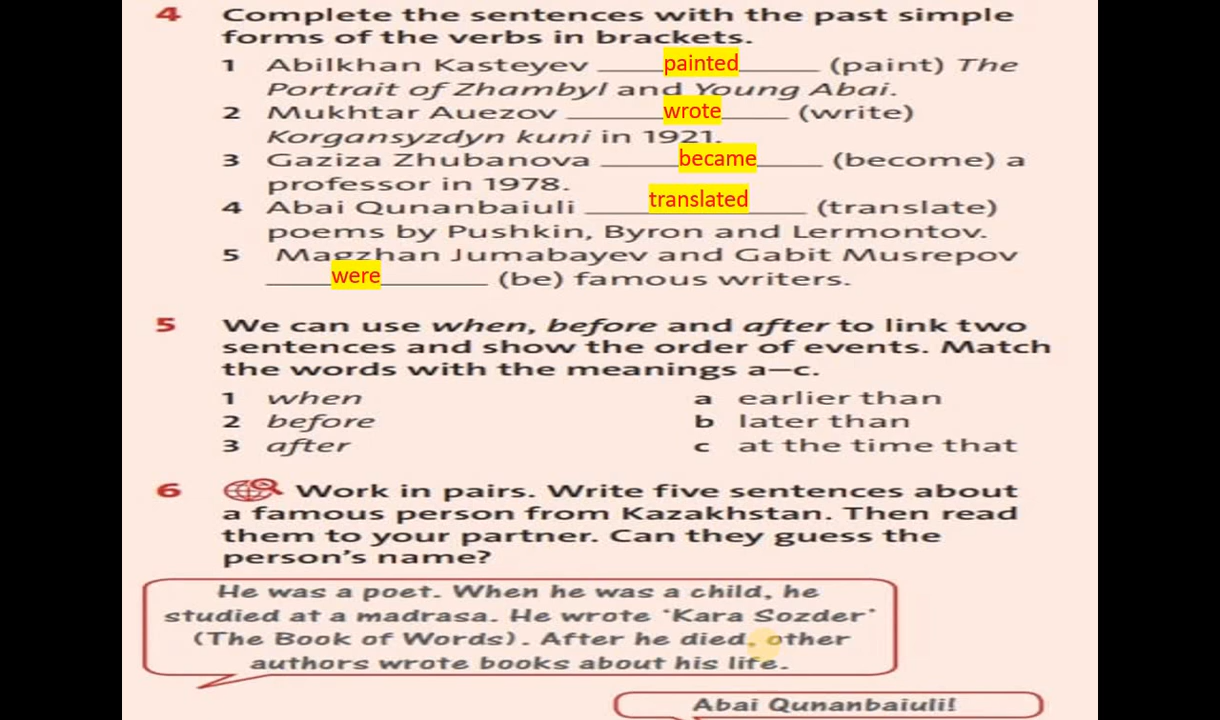 4 Complete the sentences with the past simple
forms of the verbs in brackets.
1 Abilkhan Kasteyev painted (paint) The
Portrait of Zhambyl and Young Abai.
2 Mukhtar Auezov wrote (write)
Korgansyzdyn kuni in 1921.
3 Gaziza Zhubanova became (become) a
professor in 1978.
4 Abai Qunanbaiuli translated (translate)
poems by Pushkin, Byron and Lermontov.
5 Magzhan Jumabayev and Gabit Musrepov
were (be) famous writers.
5 We can use when, before and after to link two
sentences and show the order of events. Match
the words with the meanings a–c.
1 when a earlier than
2 before b later than
3 after c at the time that
6 Work in pairs. Write five sentences about
a famous person from Kazakhstan. Then read
them to your partner. Can they guess the
person's name?
He was a poet. When he was a child, he
studied at a madrasa. He wrote 'Kara Sozder'
(The Book of Words). After he died, other
authors wrote books about his life.
Abai Qunanbaiuli!